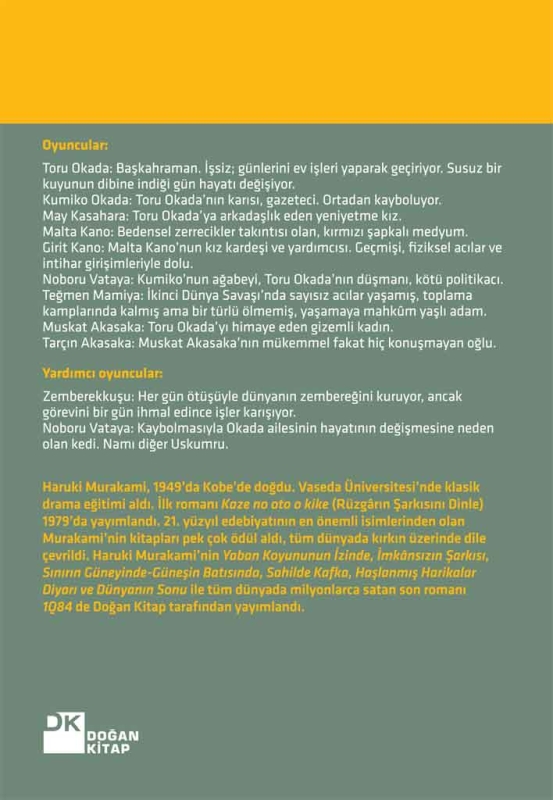 Oyuncular:
Toru Okada: Başkahraman. İşsiz; günlerini ev işleri yaparak geçiriyor. Susuz bir
kuyunun dibine indiği gün hayatı değişiyor.
Kumiko Okada: Toru Okada'nın karısı, gazeteci. Ortadan kayboluyor.
May Kasahara: Toru Okada'ya arkadaşlık eden yeniyetme kız.
Malta Kano: Bedensel zerrecikler takıntısı olan, kırmızı şapkalı medyum.
Girit Kano: Malta Kano'nun kız kardeşi ve yardımcısı. Geçmişi, fiziksel acılar ve
intihar girişimleriyle dolu.
Noboru Vataya: Kumiko'nun ağabeyi, Toru Okada'nın düşmanı, kötü politikacı.
Teğmen Mamiya: İkinci Dünya Savaşı'nda sayısız acılar yaşamış, toplama
kamplarında kalmış ama bir türlü ölmemiş, yaşamaya mahkûm yaşlı adam.
Muskat Akasaka: Toru Okada'yı himaye eden gizemli kadın.
Tarçın Akasaka: Muskat Akasaka'nın mükemmel fakat hiç konuşmayan oğlu.
Yardımcı oyuncular:
Zemberekkuşu: Her gün ötüşüyle dünyanın zembereğini kuruyor, ancak
görevini bir gün ihmal edince işler karışıyor.
Noboru Vataya: Kaybolmasıyla Okada ailesinin hayatının değişmesine neden
olan kedi. Namı diğer Uskumru.
Haruki Murakami, 1949'da Kobe'de doğdu. Vaseda Üniversitesi'nde klasik
drama eğitimi aldı. İlk romanı Kaze no oto o kike (Rüzgârın Şarkısını Dinle)
1979'da yayımlandı. 21. yüzyıl edebiyatının en önemli isimlerinden olan
Murakami'nin kitapları pek çok ödül aldı, tüm dünyada kırkın üzerinde dile
çevrildi. Haruki Murakami'nin Yaban Koyununun İzinde, İmkânsızın Şarkısı,
Sınırın Güneyinde-Güneşin Batısında, Sahilde Kafka, Haşlanmış Harikalar
Diyarı ve Dünyanın Sonu ile tüm dünyada milyonlarca satan son romanı
1Q84 de Doğan Kitap tarafından yayımlandı.
DK
DOĞAN
KİTAP